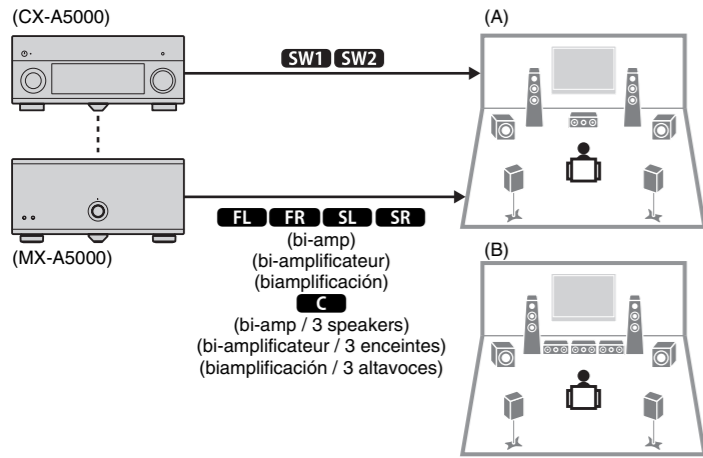 (CX-A5000)
(A)
SW1 SW2
(MX-A5000)
FL FR SL SR
(bi-amp)
(bi-amplificateur)
(biamplificación)
C
(bi-amp / 3 speakers)
(bi-amplificateur / 3 enceintes)
(biamplificación / 3 altavoces)
(B)